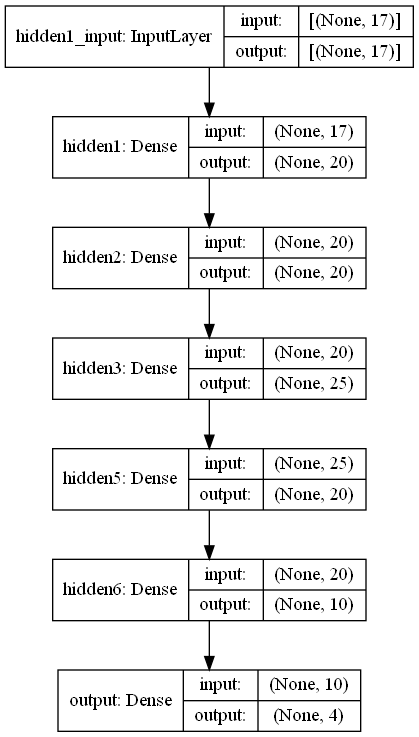 hidden1_input: InputLayer
input: [(None, 17)]
output: [(None, 17)]
hidden1: Dense
input: (None, 17)
output: (None, 20)
hidden2: Dense
input: (None, 20)
output: (None, 20)
hidden3: Dense
input: (None, 20)
output: (None, 25)
hidden5: Dense
input: (None, 25)
output: (None, 20)
hidden6: Dense
input: (None, 20)
output: (None, 10)
output: Dense
input: (None, 10)
output: (None, 4)